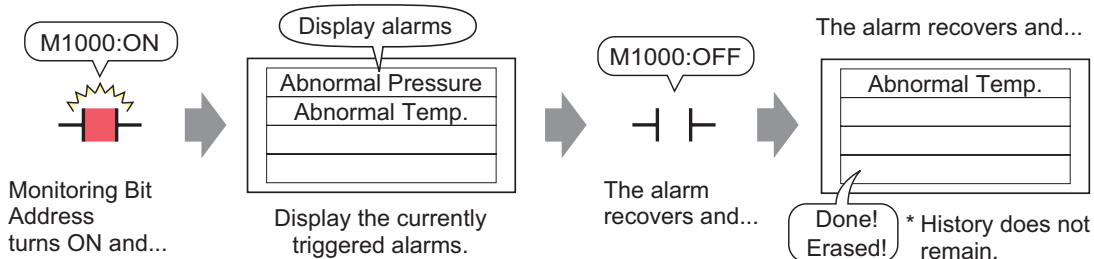 M1000:ON
Monitoring Bit
Address
turns ON and...
Display alarms
Abnormal Pressure
Abnormal Temp.
Display the currently
triggered alarms.
M1000:OFF
The alarm
recovers and...
The alarm recovers and...
Abnormal Temp.
Done!
Erased!
* History does not
remain.